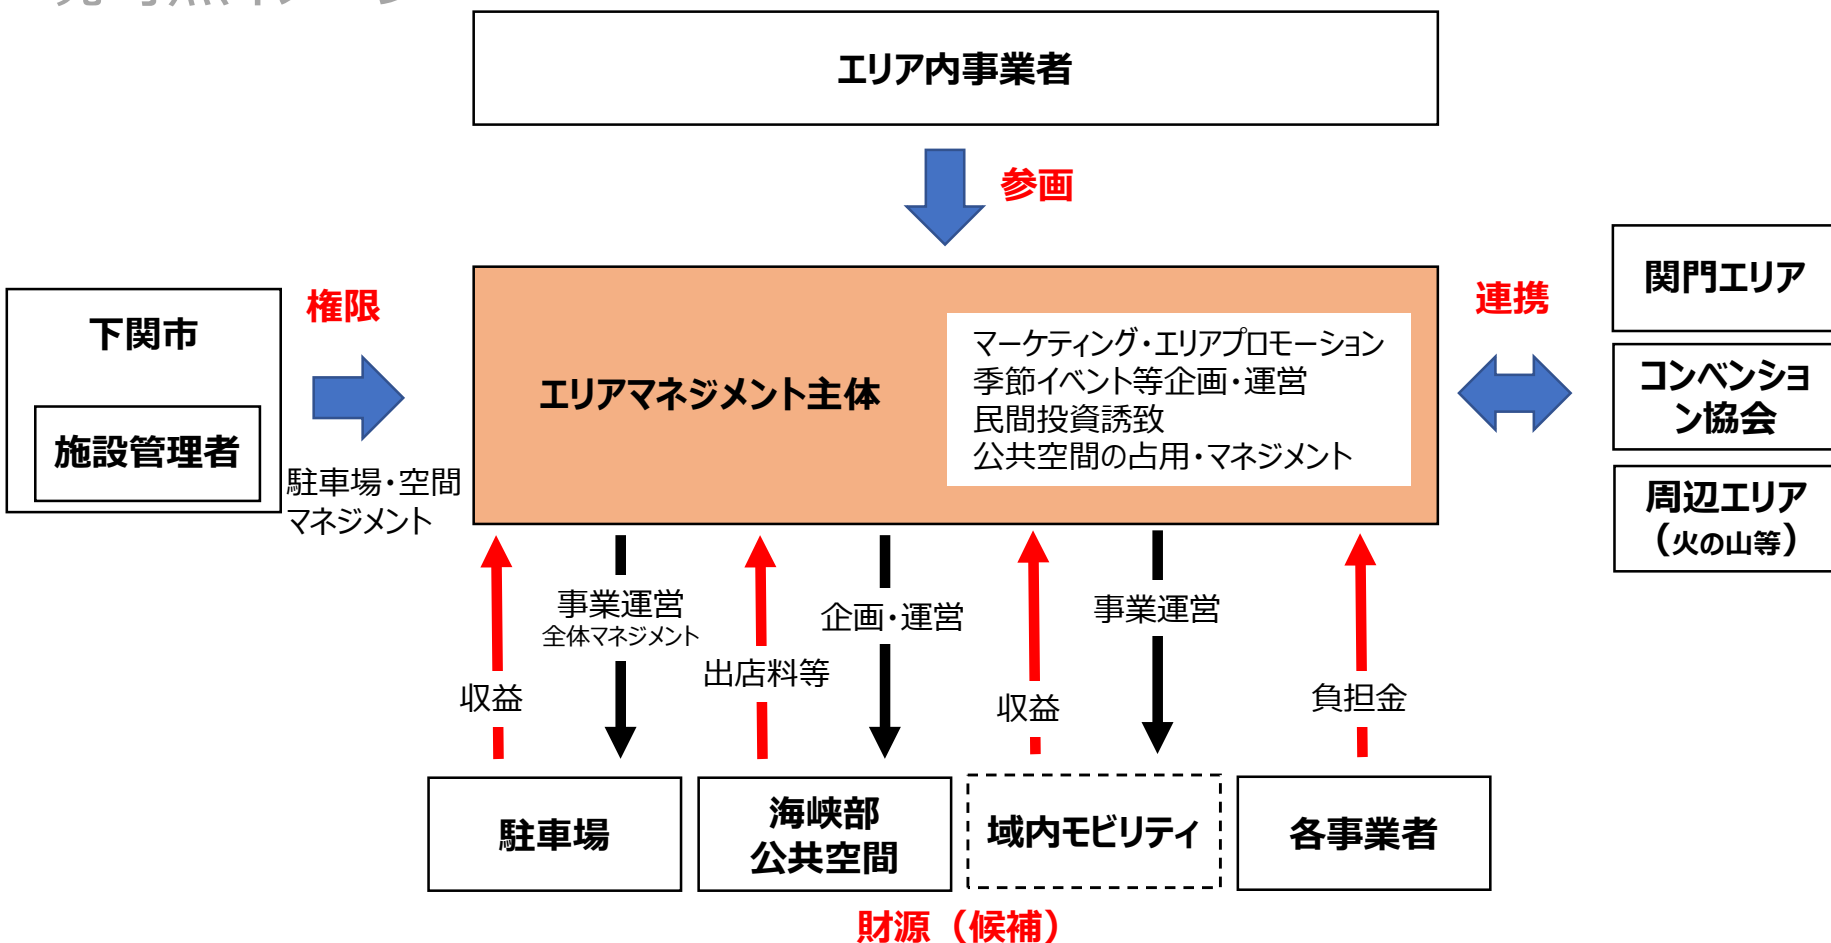 エリア内事業者
参画
下関市
施設管理者
権限
駐車場・空間
マネジメント
エリアマネジメント主体
マーケティング・エリアプロモーション
季節イベント等企画・運営
民間投資誘致
公共空間の占用・マネジメント
連携
関門エリア
コンベンショ
ン協会
周辺エリア
（火の山等）
収益
事業運営
全体マネジメント
出店料等
企画・運営
収益
事業運営
負担金
駐車場
海峡部
公共空間
域内モビリティ
各事業者
財源（候補）